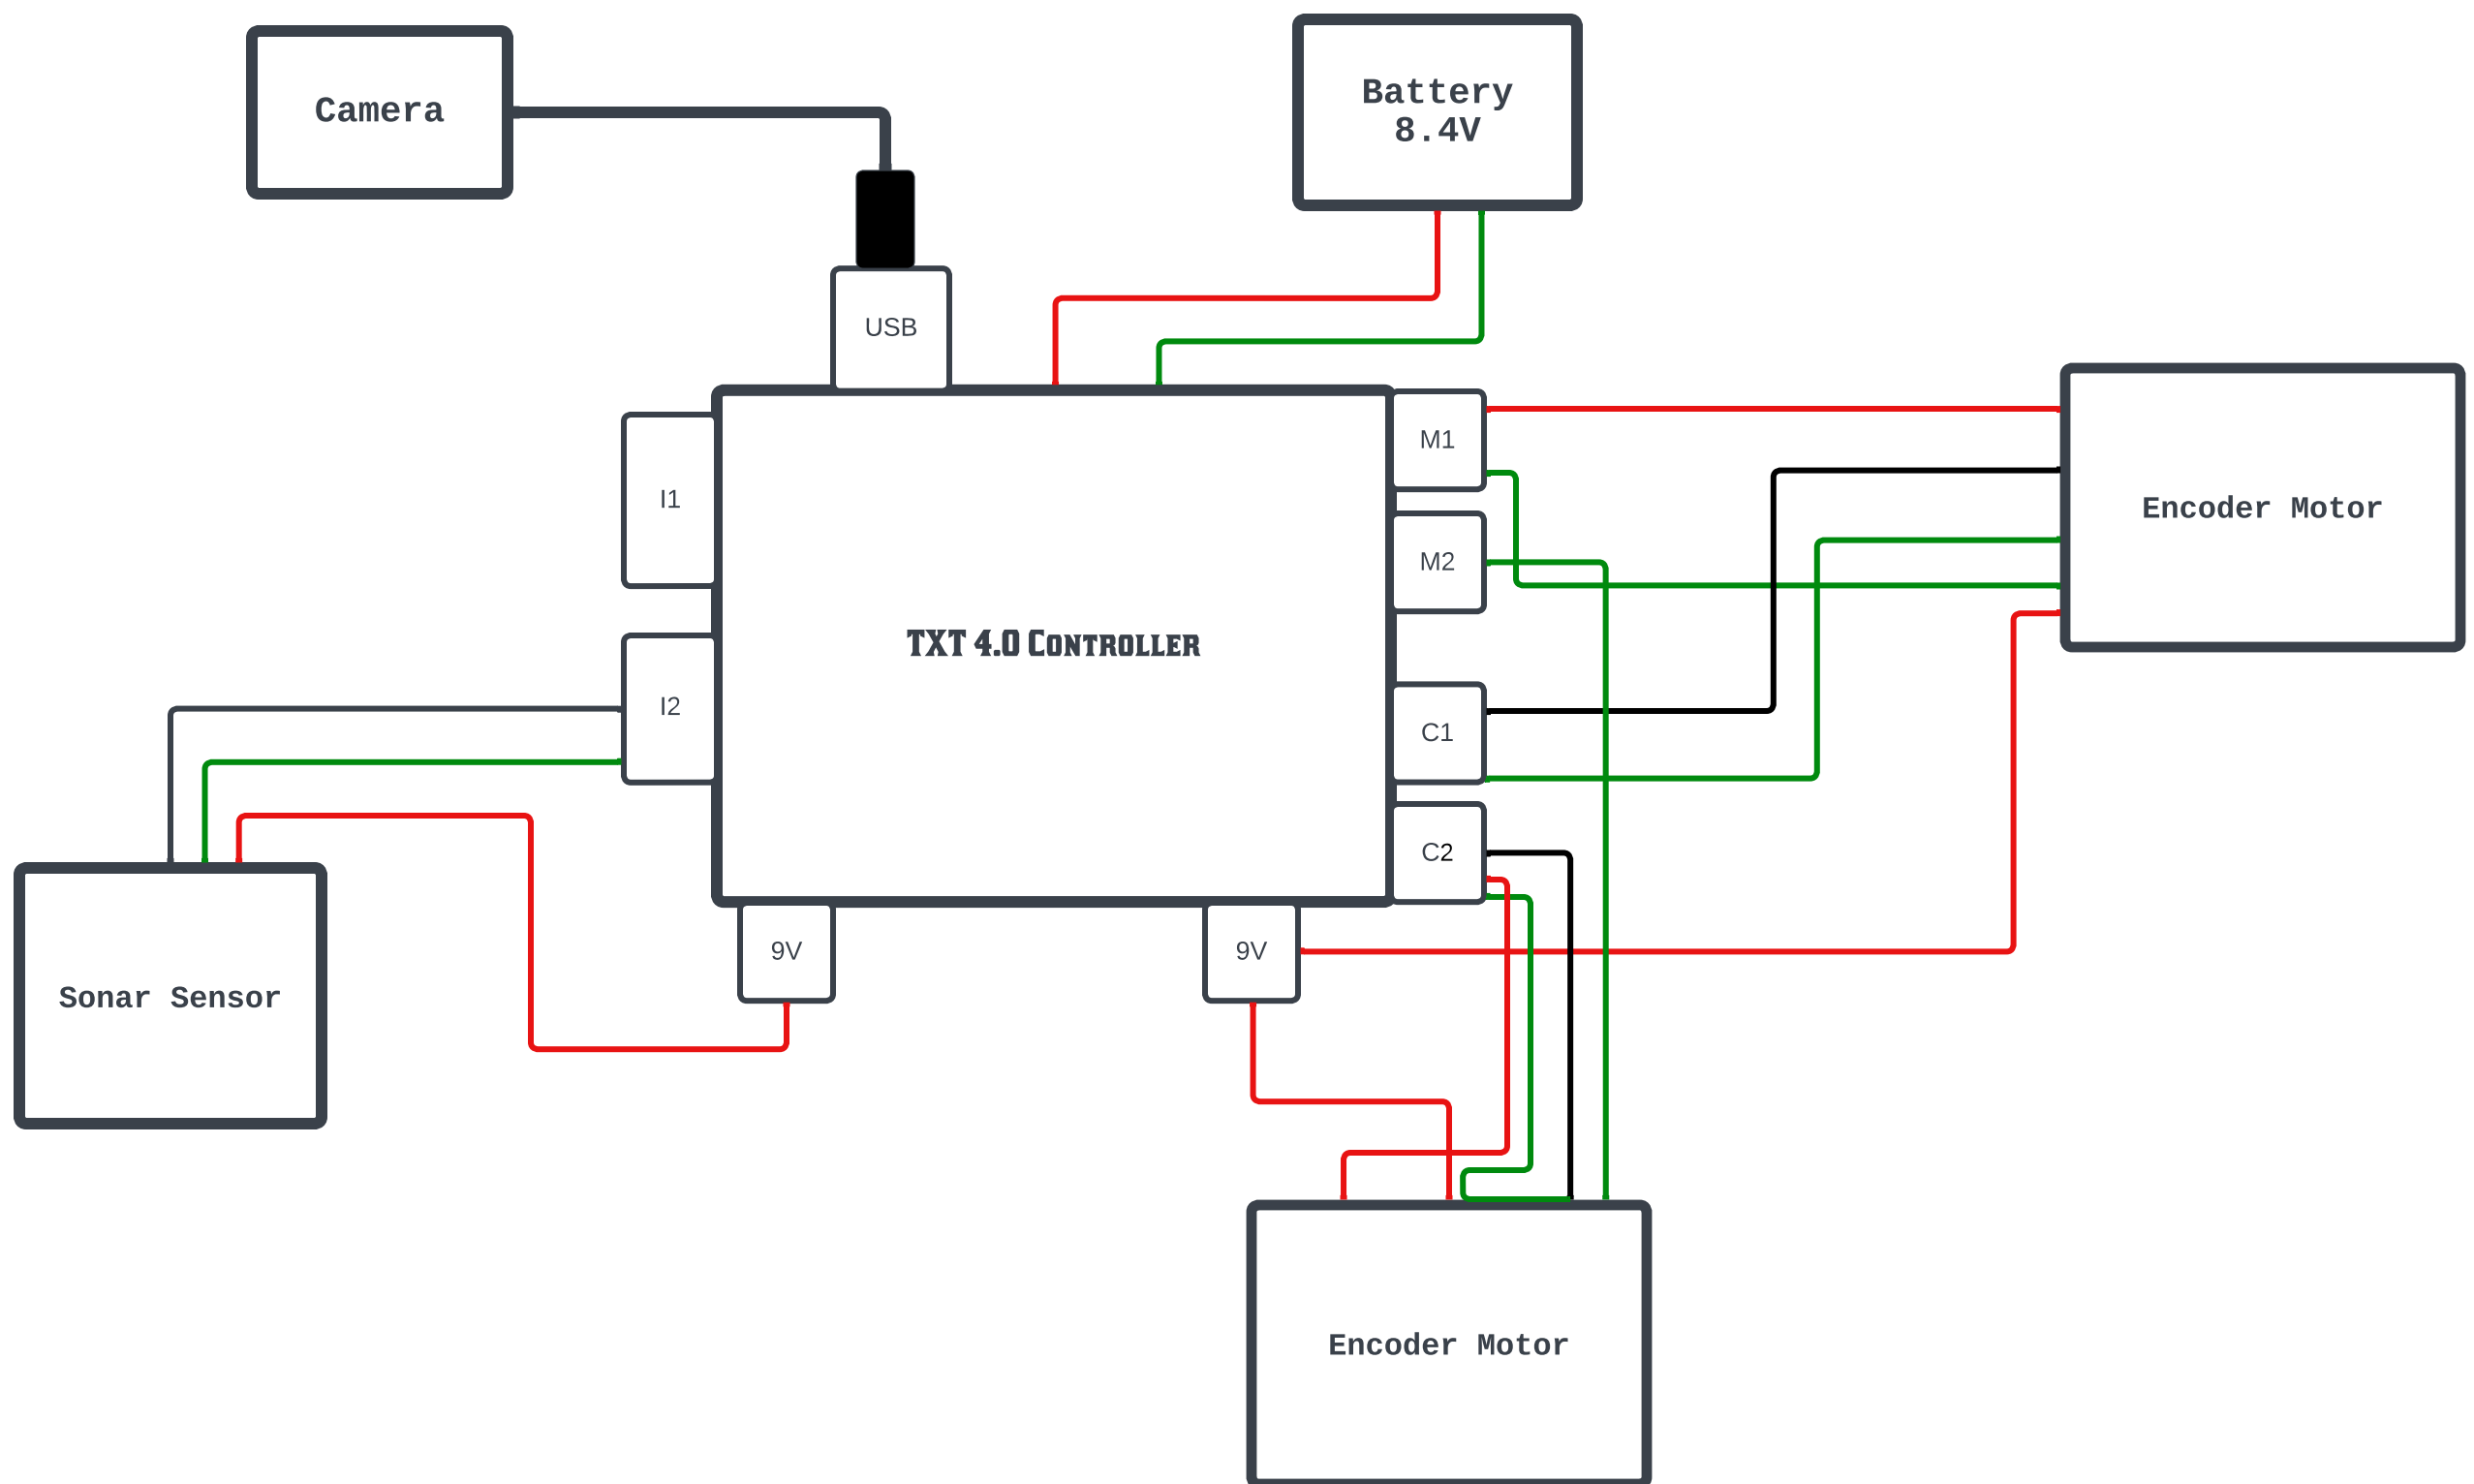 Camera
Battery
8.4V
USB
M1
I1
M2
Encoder Motor
TXT 4.0 Controller
I2
C1
C2
9V
9V
Sonar Sensor
Encoder Motor